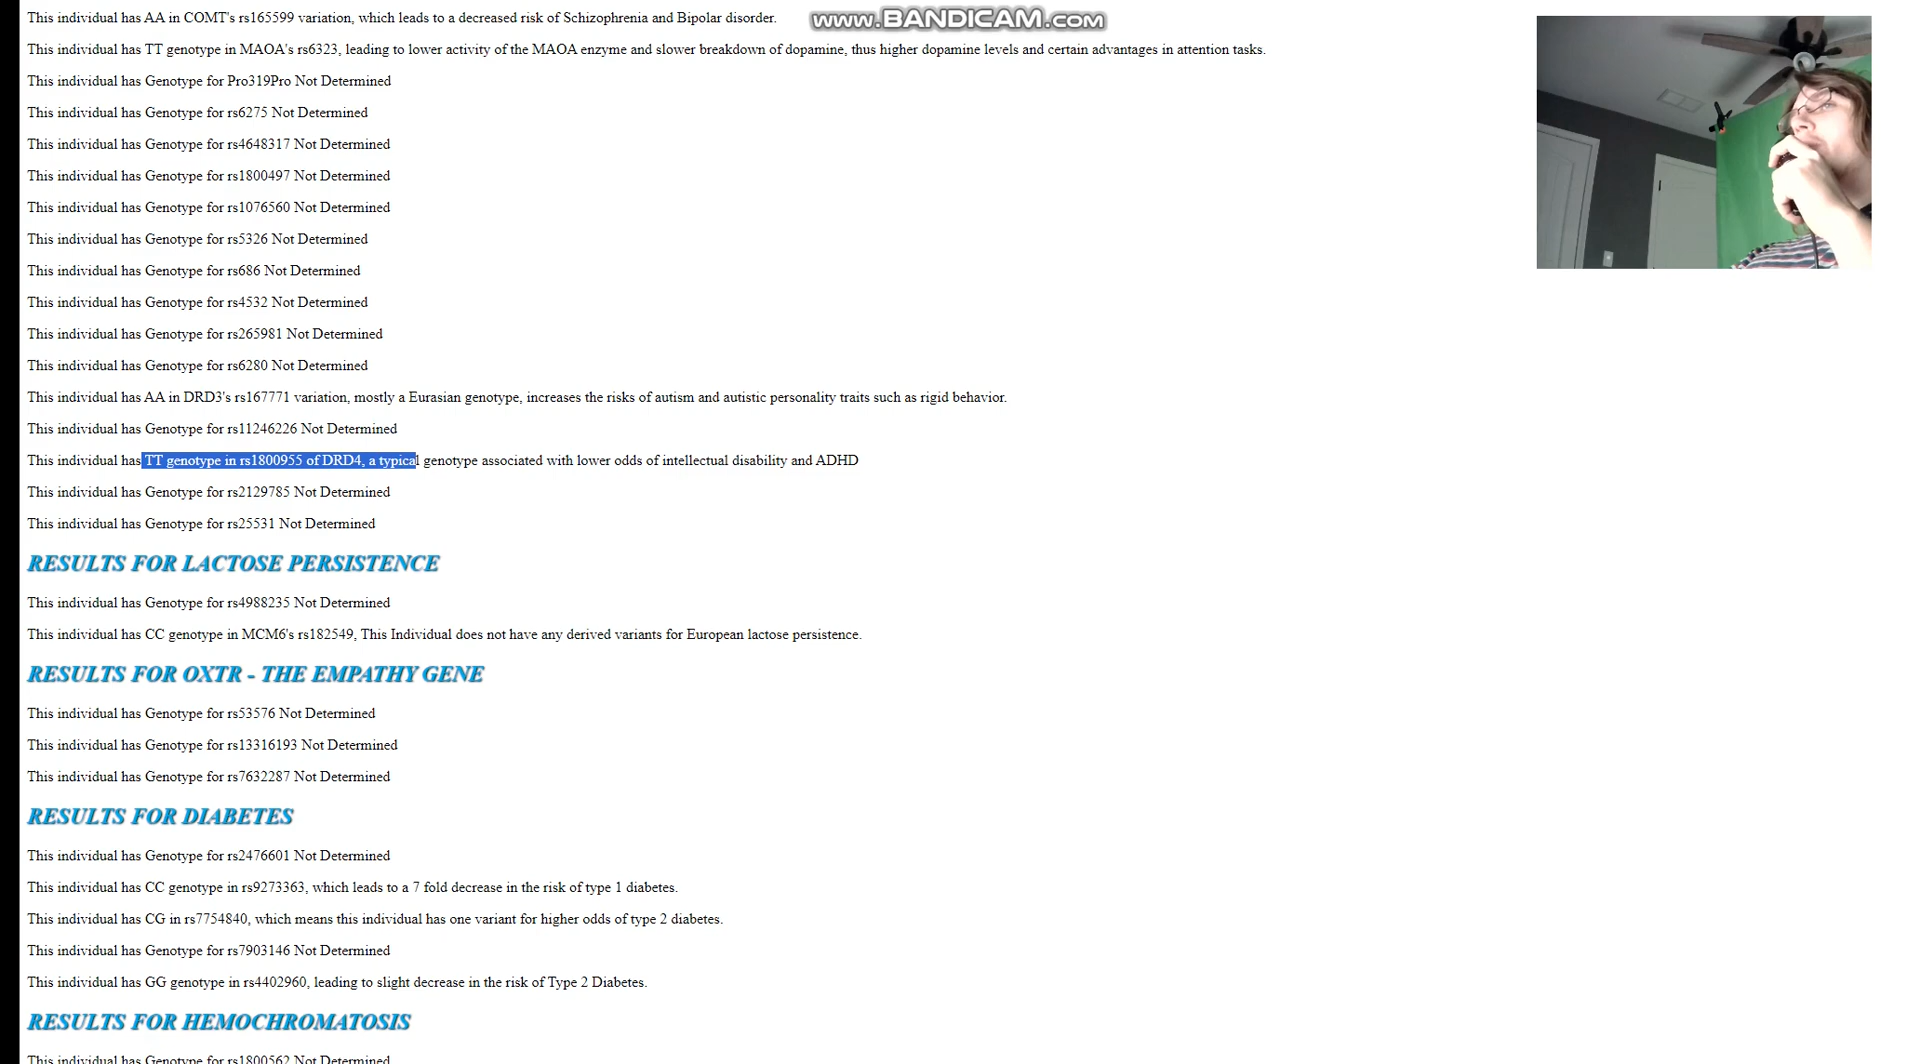 This individual has AA in COMT's rs165599 variation, which leads to a decreased risk of Schizophrenia and Bipolar disorder.
www.BANDICAM.com
This individual has TT genotype in MAOA's rs6323, leading to lower activity of the MAOA enzyme and slower breakdown of dopamine, thus higher dopamine levels and certain advantages in attention tasks.
This individual has Genotype for Pro319Pro Not Determined
This individual has Genotype for rs6275 Not Determined
This individual has Genotype for rs4648317 Not Determined
This individual has Genotype for rs1800497 Not Determined
This individual has Genotype for rs1076560 Not Determined
This individual has Genotype for rs5326 Not Determined
This individual has Genotype for rs686 Not Determined
This individual has Genotype for rs4532 Not Determined
This individual has Genotype for rs265981 Not Determined
This individual has Genotype for rs6280 Not Determined
This individual has AA in DRD3's rs167771 variation, mostly a Eurasian genotype, increases the risks of autism and autistic personality traits such as rigid behavior.
This individual has Genotype for rs11246226 Not Determined
This individual has TT genotype in rs1800955 of DRD4, a typical genotype associated with lower odds of intellectual disability and ADHD
This individual has Genotype for rs2129785 Not Determined
This individual has Genotype for rs25531 Not Determined
RESULTS FOR LACTOSE PERSISTENCE
This individual has Genotype for rs4988235 Not Determined
This individual has CC genotype in MCM6's rs182549, This Individual does not have any derived variants for European lactose persistence.
RESULTS FOR OXTR - THE EMPATHY GENE
This individual has Genotype for rs53576 Not Determined
This individual has Genotype for rs13316193 Not Determined
This individual has Genotype for rs7632287 Not Determined
RESULTS FOR DIABETES
This individual has Genotype for rs2476601 Not Determined
This individual has CC genotype in rs9273363, which leads to a 7 fold decrease in the risk of type 1 diabetes.
This individual has CG in rs7754840, which means this individual has one variant for higher odds of type 2 diabetes.
This individual has Genotype for rs7903146 Not Determined
This individual has GG genotype in rs4402960, leading to slight decrease in the risk of Type 2 Diabetes.
RESULTS FOR HEMOCHROMATOSIS
This individual has Genotype for rs1800562 Not Determined